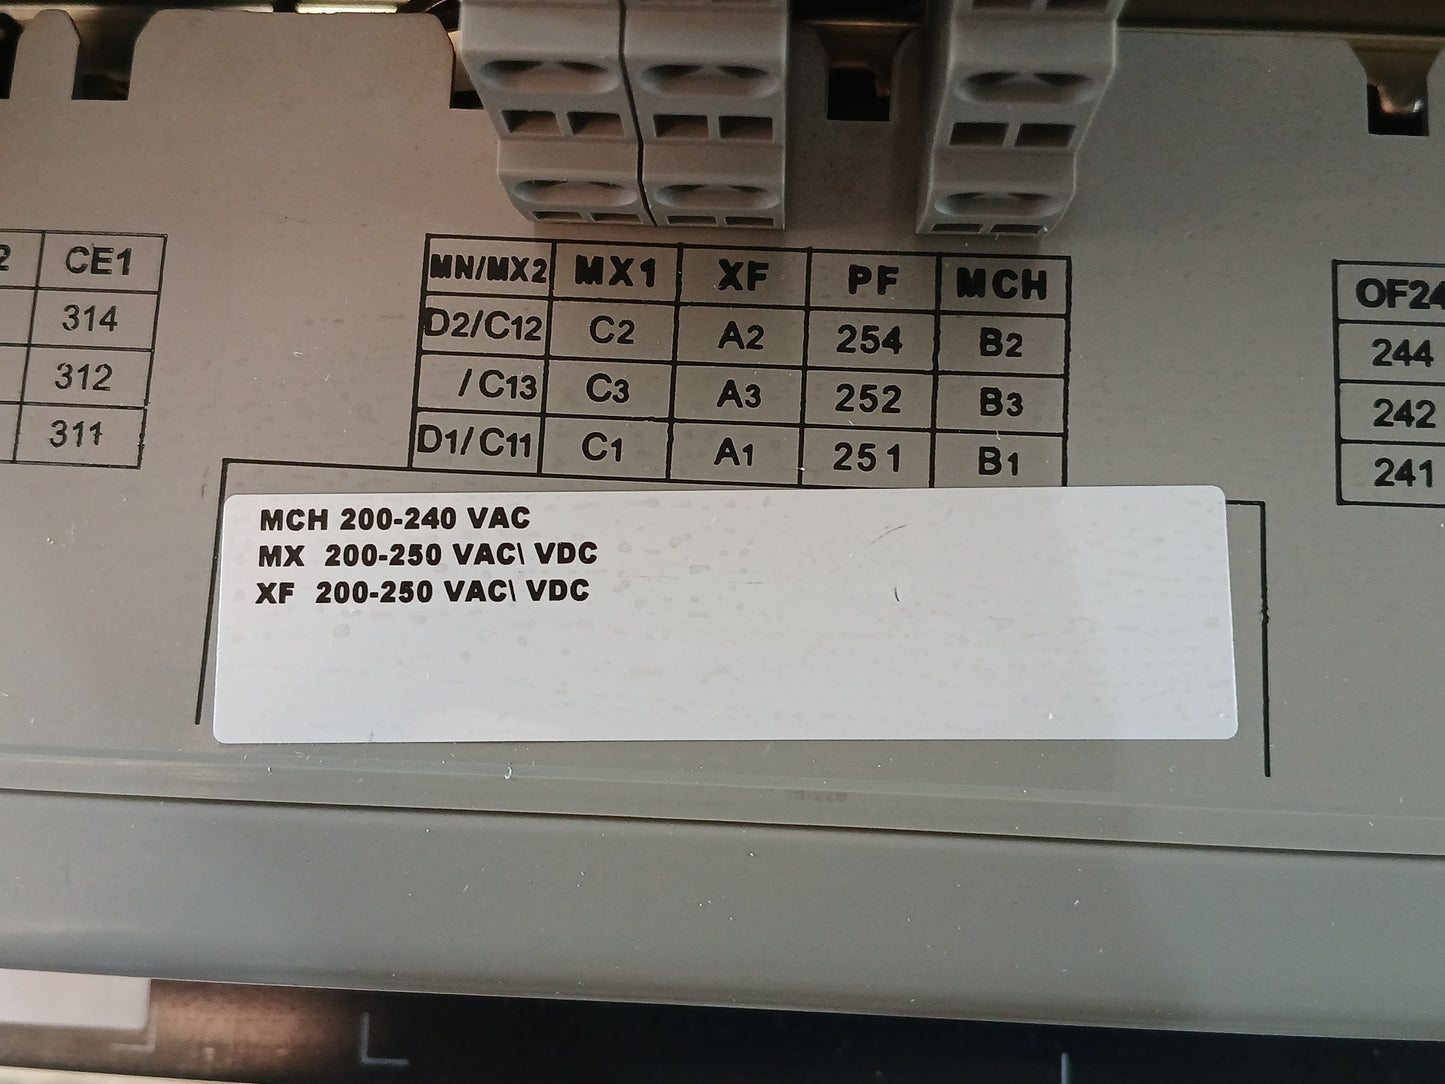 2 CE1
314
312
311
MN/MX2 MX1 XF PF MCH
D2/C12 C2 A2 254 B2
/C13 C3 A3 252 B3
D1/C11 C1 A1 251 B1
OF24
244
242
241
MCH 200-240 VAC
MX 200-250 VAC\ VDC
XF 200-250 VAC\ VDC